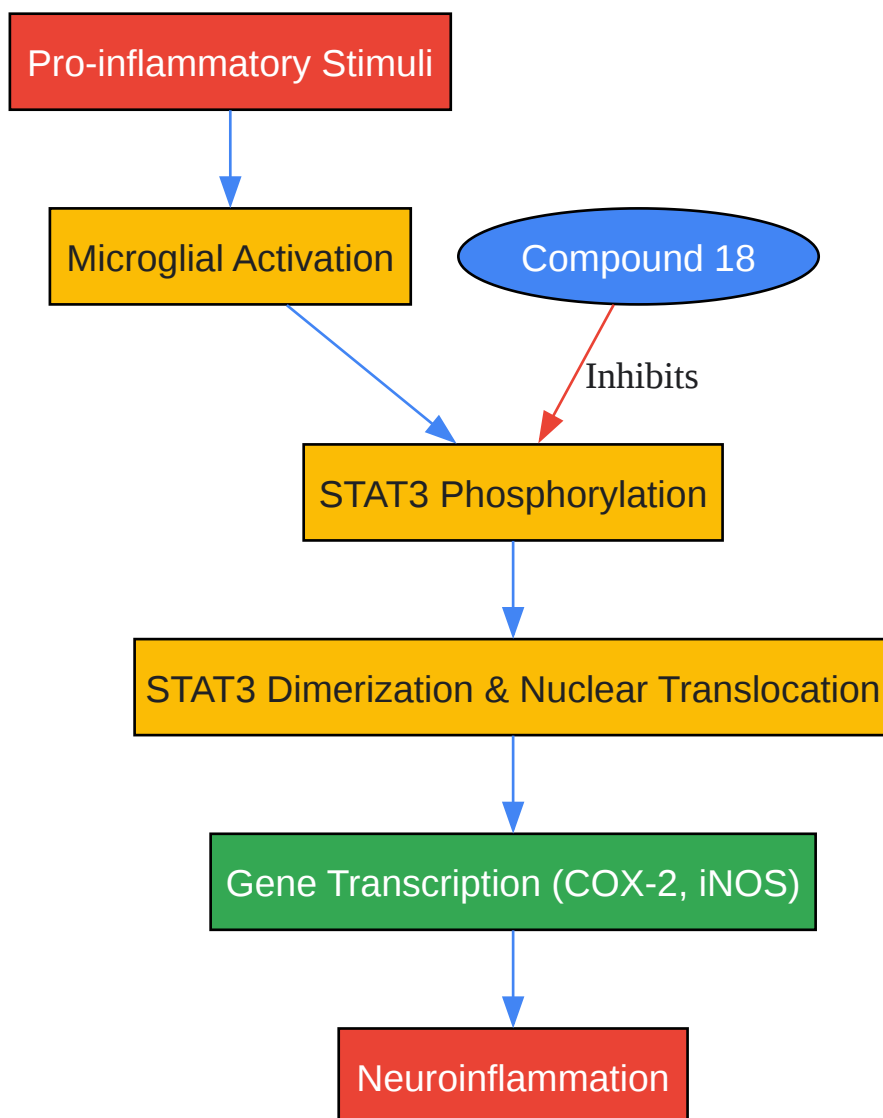 Pro-inflammatory Stimuli
Microglial Activation
Compound 18
Inhibits
STAT3 Phosphorylation
STAT3 Dimerization & Nuclear Translocation
Gene Transcription (COX-2, iNOS)
Neuroinflammation